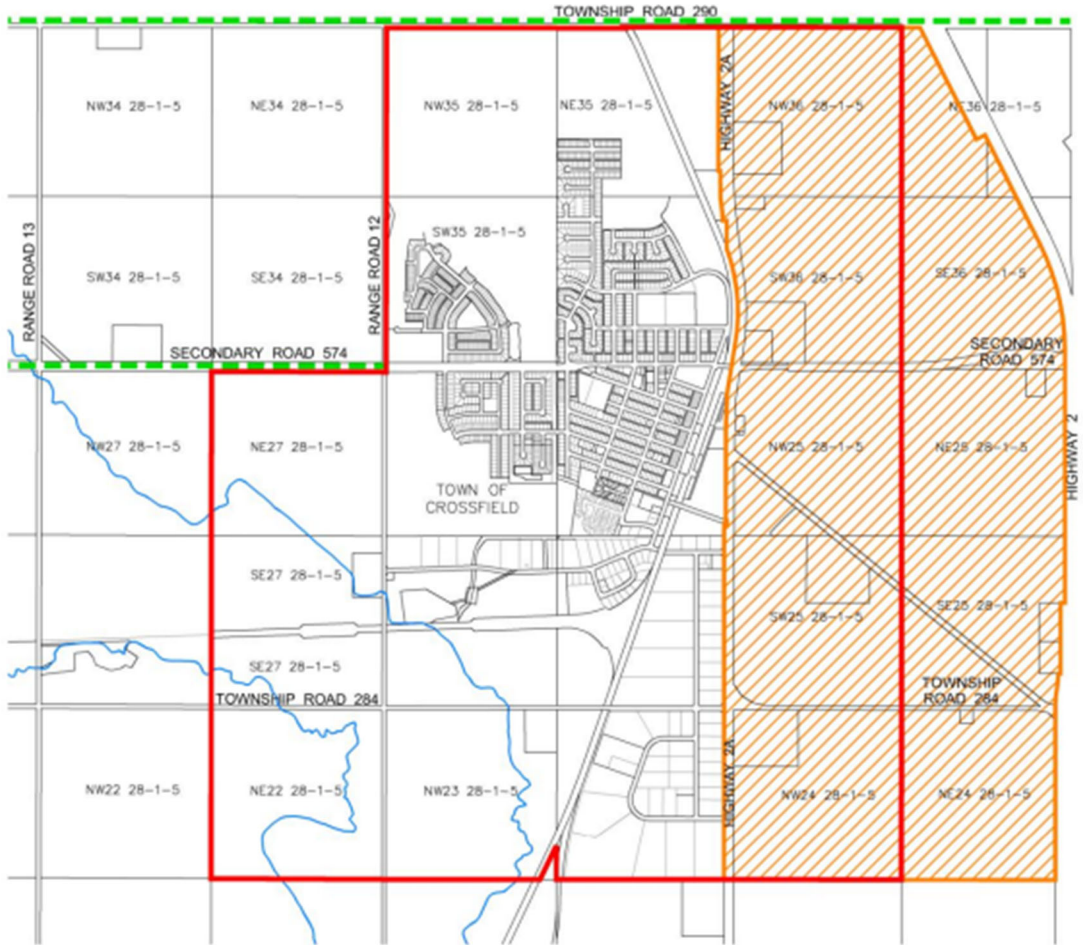 TOWNSHIP ROAD 290
NW34 28-1-5
NE34 28-1-5
NW35 28-1-5
NE35 28-1-5
HIGHWAY 2A
NW36 28-1-5
NE36 28-1-5
RANGE ROAD 13
RANGE ROAD 12
SW35 28-1-5
SW34 28-1-5
SE34 28-1-5
SW36 28-1-5
SE36 28-1-5
SECONDARY ROAD 574
SECONDARY
ROAD 574
NW27 28-1-5
NE27 28-1-5
NW25 28-1-5
NE25 28-1-5
HIGHWAY 2
TOWN OF
CROSSFIELD
SE27 28-1-5
SW25 28-1-5
SE25 28-1-5
SE27 28-1-5
TOWNSHIP ROAD 284
TOWNSHIP
ROAD 284
HIGHWAY 2A
NW22 28-1-5
NE22 28-1-5
NW23 28-1-5
NW24 28-1-5
NE24 28-1-5